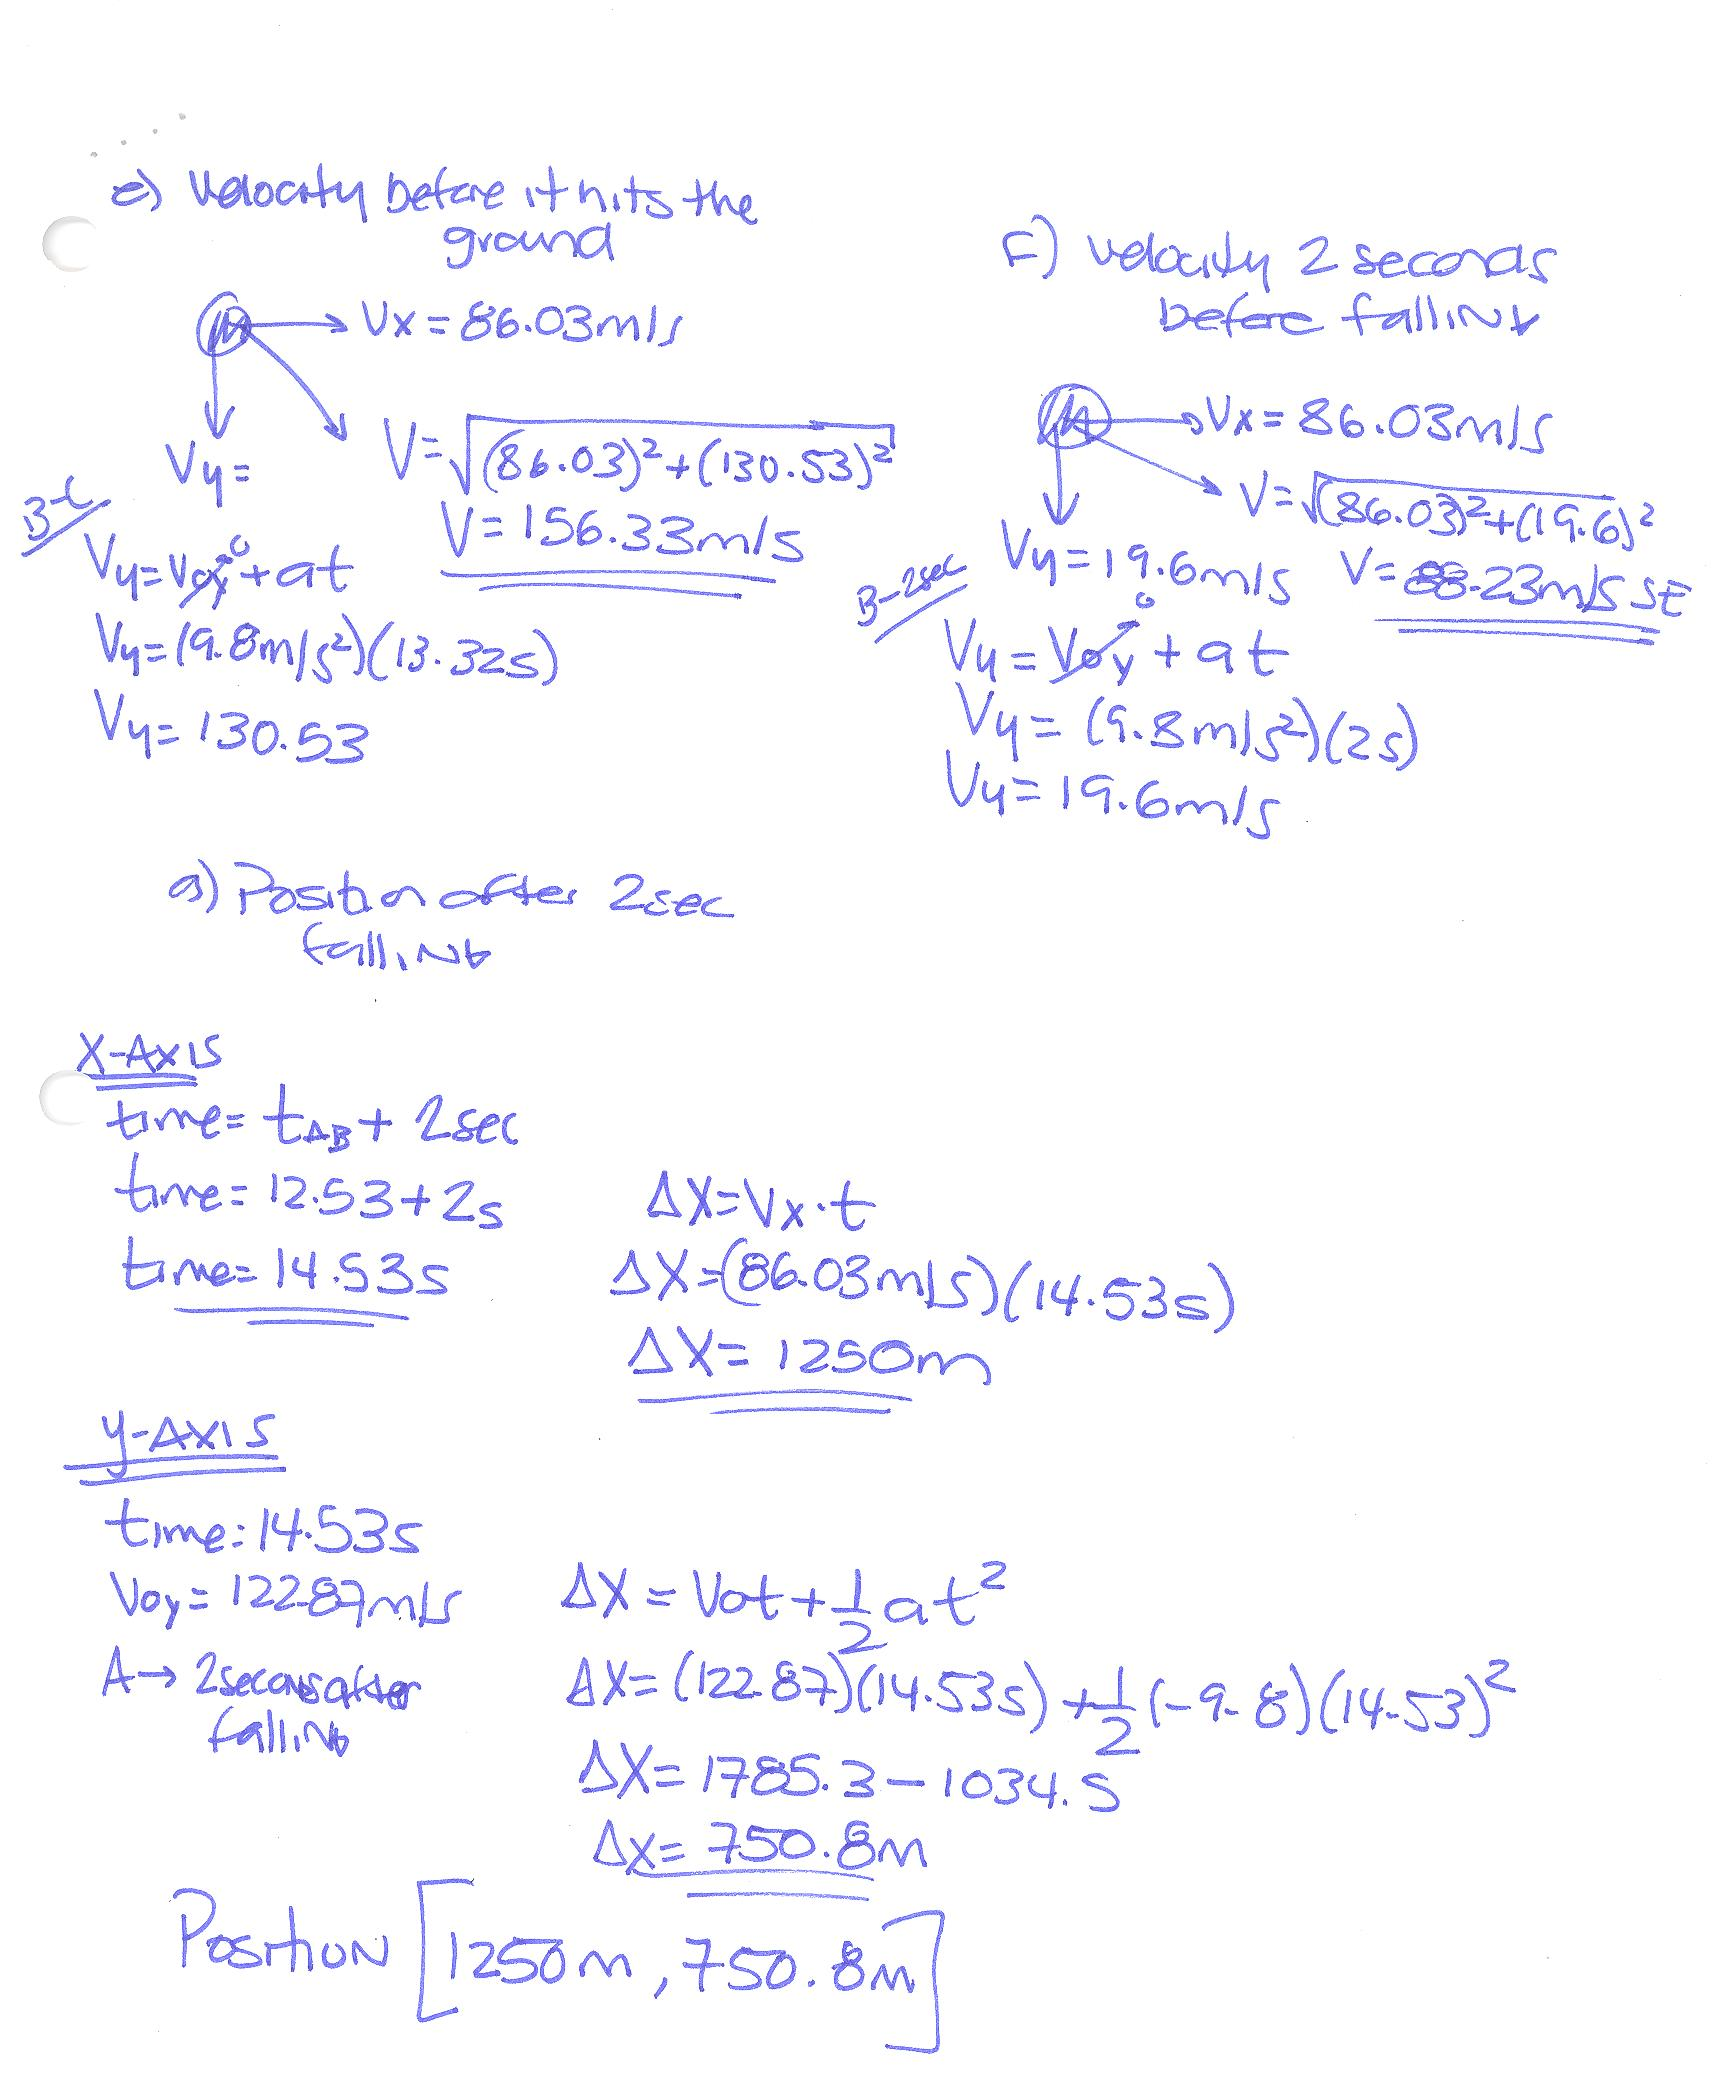 e) Velocity before it hits the
ground
Vx = 86.03m/s
Vy =
V=√(86.03)²+(130.53)²
V= 156.33m/s
B-C
Vy=Voy⁰+at
Vy=(9.8m/s²)(13.32s)
Vy= 130.53
F) velocity 2 seconds
before falling
Vx= 86.03m/s
V=√(86.03)²+(19.6)²
Vy=19.6m/s
V= 88.23m/s SE
B-2sec
Vy = Voy⁰ + at
Vy= (9.8m/s²)(2s)
Vy= 19.6m/s
g) Position after 2sec
falling
X-Axis
time= tAB + 2sec
time= 12.53+2s
time= 14.53s
ΔX=Vx·t
ΔX=(86.03m/s)(14.53s)
ΔX= 1250m
Y-AXIS
time: 14.53s
Voy= 122.87m/s
A→ 2seconds after
falling
ΔX = Vot+½at²
ΔX= (122.87)(14.53s) +½(-9.8)(14.53)²
ΔX= 1785.3 - 1034.5
ΔX= 750.8m
Position [1250m, 750.8m]